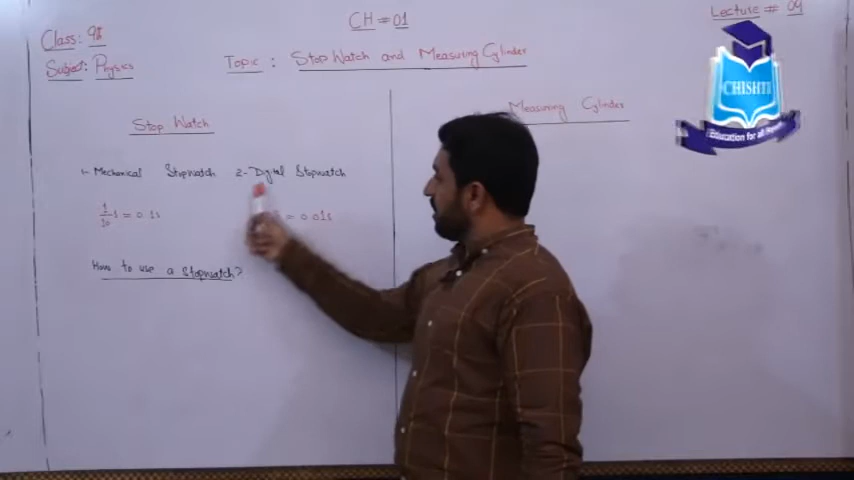 CH = 01
Lecture # 09
Class: 9th
Subject: Physics
Topic : Stop Watch and Measuring Cylinder
CHISHTI
Education for all
Stop Watch
Measuring Cylinder
1- Mechanical Stopwatch 2- Digital Stopwatch
1/10 s = 0.1s
= 0.01s
How to use a Stopwatch?